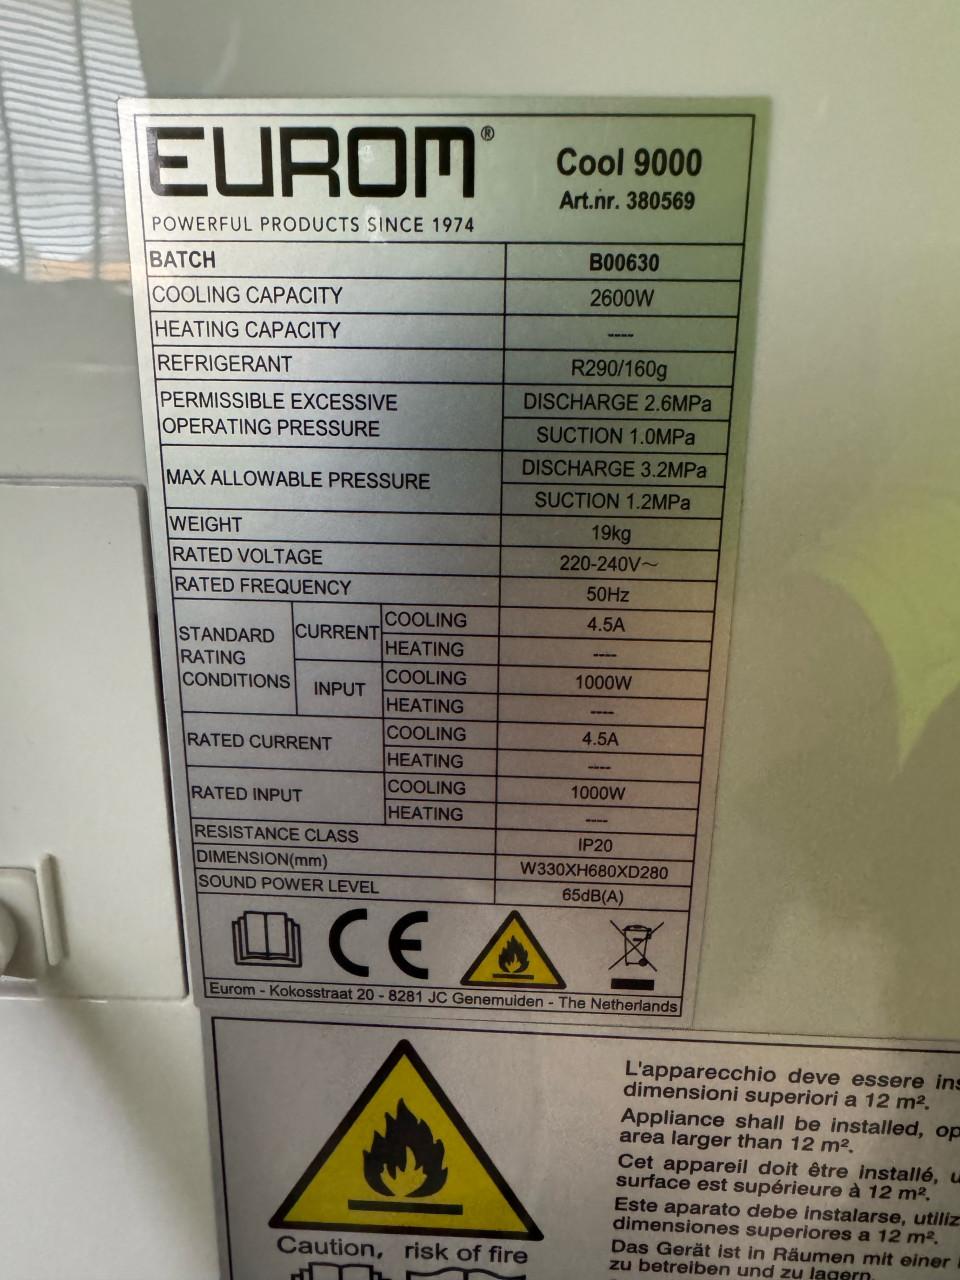 EUROM®
Cool 9000
Art.nr. 380569
POWERFUL PRODUCTS SINCE 1974
BATCH B00630
COOLING CAPACITY 2600W
HEATING CAPACITY ----
REFRIGERANT R290/160g
PERMISSIBLE EXCESSIVE
OPERATING PRESSURE
DISCHARGE 2.6MPa
SUCTION 1.0MPa
MAX ALLOWABLE PRESSURE
DISCHARGE 3.2MPa
SUCTION 1.2MPa
WEIGHT 19kg
RATED VOLTAGE 220-240V~
RATED FREQUENCY 50Hz
STANDARD
RATING
CONDITIONS
CURRENT
COOLING 4.5A
HEATING ----
INPUT
COOLING 1000W
HEATING ----
RATED CURRENT
COOLING 4.5A
HEATING ----
RATED INPUT
COOLING 1000W
HEATING ----
RESISTANCE CLASS IP20
DIMENSION(mm) W330XH680XD280
SOUND POWER LEVEL 65dB(A)
CE
Eurom - Kokosstraat 20 - 8281 JC Genemuiden - The Netherlands
Caution, risk of fire
L'apparecchio deve essere
dimensioni superiori a 12 m².
Appliance shall be installed,
area larger than 12 m².
Cet appareil doit être installé,
surface est supérieure à 12 m².
Este aparato debe instalarse,
dimensiones superiores a 12 m².
Das Gerät ist in Räumen mit einer
zu betreiben und zu lagern.